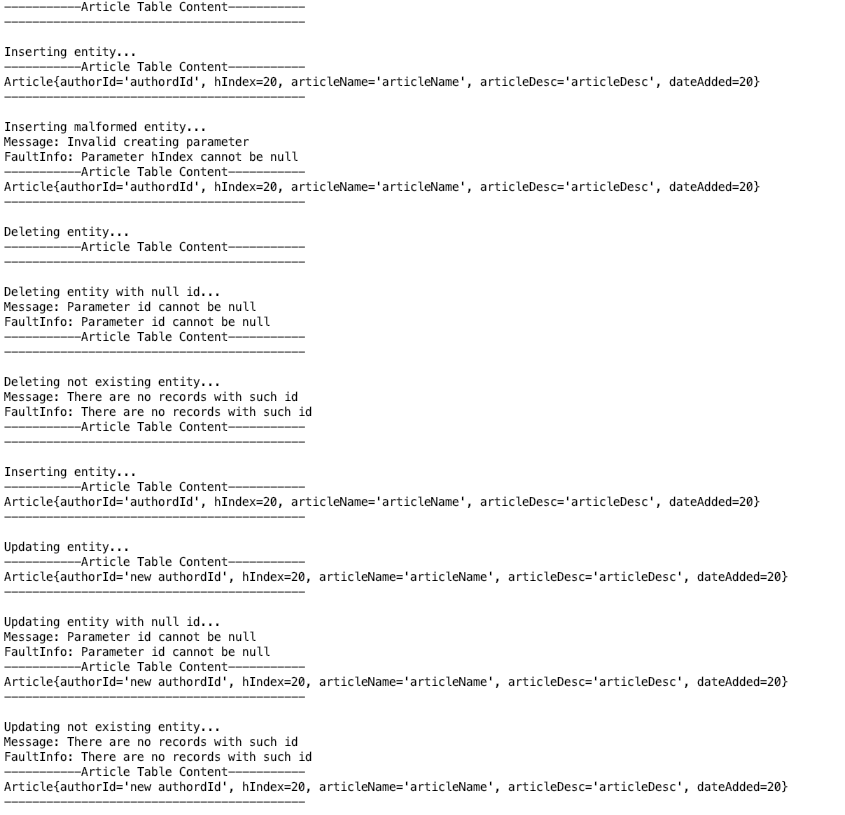 -----------Article Table Content-----------
-------------------------------------------

Inserting entity...
-----------Article Table Content-----------
Article{authorId='authordId', hIndex=20, articleName='articleName', articleDesc='articleDesc', dateAdded=20}
-------------------------------------------

Inserting malformed entity...
Message: Invalid creating parameter
FaultInfo: Parameter hIndex cannot be null
-----------Article Table Content-----------
Article{authorId='authordId', hIndex=20, articleName='articleName', articleDesc='articleDesc', dateAdded=20}
-------------------------------------------

Deleting entity...
-----------Article Table Content-----------
-------------------------------------------

Deleting entity with null id...
Message: Parameter id cannot be null
FaultInfo: Parameter id cannot be null
-----------Article Table Content-----------
-------------------------------------------

Deleting not existing entity...
Message: There are no records with such id
FaultInfo: There are no records with such id
-----------Article Table Content-----------
-------------------------------------------

Inserting entity...
-----------Article Table Content-----------
Article{authorId='authordId', hIndex=20, articleName='articleName', articleDesc='articleDesc', dateAdded=20}
-------------------------------------------

Updating entity...
-----------Article Table Content-----------
Article{authorId='new authordId', hIndex=20, articleName='articleName', articleDesc='articleDesc', dateAdded=20}
-------------------------------------------

Updating entity with null id...
Message: Parameter id cannot be null
FaultInfo: Parameter id cannot be null
-----------Article Table Content-----------
Article{authorId='new authordId', hIndex=20, articleName='articleName', articleDesc='articleDesc', dateAdded=20}
-------------------------------------------

Updating not existing entity...
Message: There are no records with such id
FaultInfo: There are no records with such id
-----------Article Table Content-----------
Article{authorId='new authordId', hIndex=20, articleName='articleName', articleDesc='articleDesc', dateAdded=20}
-------------------------------------------